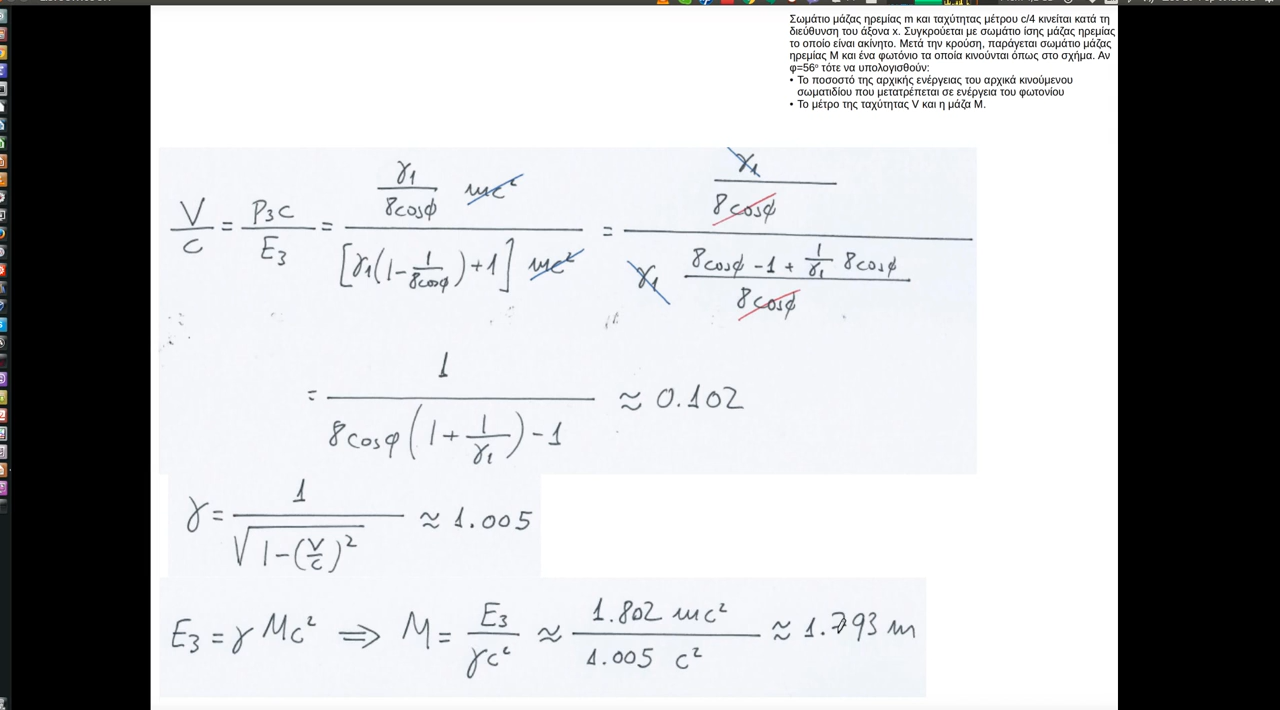 Σωμάτιο μάζας ηρεμίας m και ταχύτητας μέτρου c/4 κινείται κατά τη
διεύθυνση του άξονα x. Συγκρούεται με σωμάτιο ίσης μάζας ηρεμίας
το οποίο είναι ακίνητο. Μετά την κρούση, παράγεται σωμάτιο μάζας
ηρεμίας Μ και ένα φωτόνιο τα οποία κινούνται όπως στο σχήμα. Αν
φ=56° τότε να υπολογισθούν:
• Το ποσοστό της αρχικής ενέργειας του αρχικά κινούμενου
σωματιδίου που μετατρέπεται σε ενέργεια του φωτονίου
• Το μέτρο της ταχύτητας V και η μάζα Μ.
V/c = P₃c/E₃ = (γ₁/(8cosφ) mc²)/([γ₁(1-1/(8cosφ))+1] mc²) = (γ₁/(8cosφ))/(γ₁ (8cosφ-1+(1/γ₁)8cosφ)/(8cosφ))
= 1/(8cosφ(1+1/γ₁)-1) ≈ 0.102
γ = 1/√(1-(V/c)²) ≈ 1.005
E₃ = γMc² ⟹ M = E₃/(γc²) ≈ (1.802 mc²)/(1.005 c²) ≈ 1.793 m